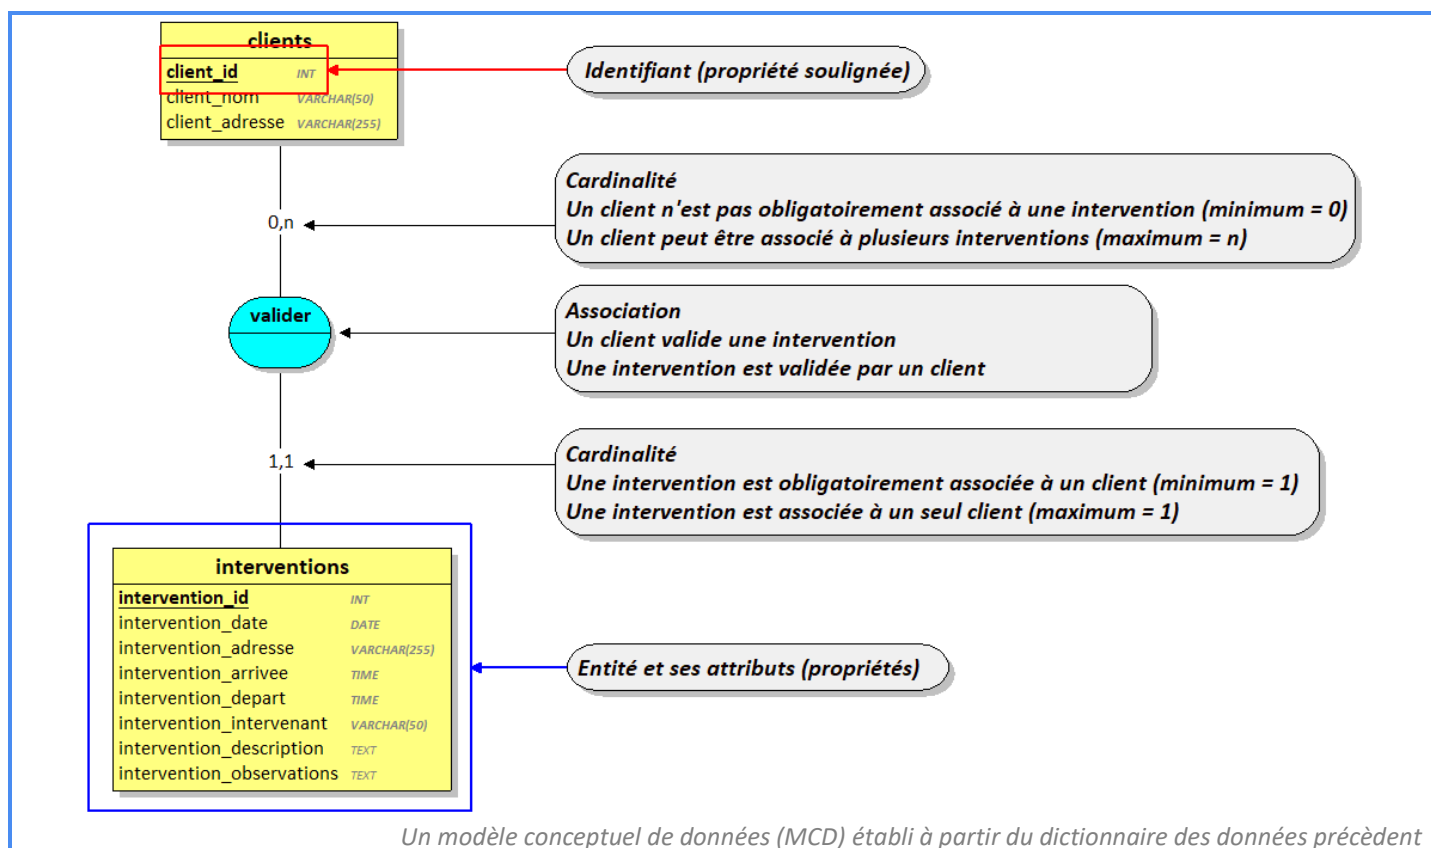 clients
client_id INT
client_nom VARCHAR(50)
client_adresse VARCHAR(255)
Identifiant (propriété soulignée)
0,n
Cardinalité
Un client n'est pas obligatoirement associé à une intervention (minimum = 0)
Un client peut être associé à plusieurs interventions (maximum = n)
valider
Association
Un client valide une intervention
Une intervention est validée par un client
1,1
Cardinalité
Une intervention est obligatoirement associée à un client (minimum = 1)
Une intervention est associée à un seul client (maximum = 1)
interventions
intervention_id INT
intervention_date DATE
intervention_adresse VARCHAR(255)
intervention_arrivee TIME
intervention_depart TIME
intervention_intervenant VARCHAR(50)
intervention_description TEXT
intervention_observations TEXT
Entité et ses attributs (propriétés)
Un modèle conceptuel de données (MCD) établi à partir du dictionnaire des données précèdent